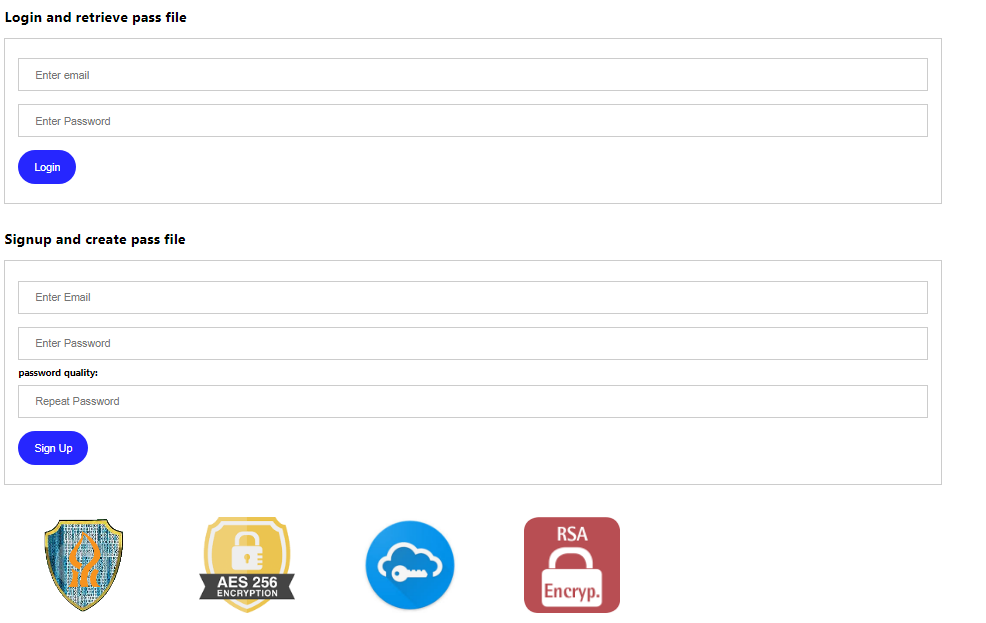 Login and retrieve pass file
Enter email
Enter Password
Login
Signup and create pass file
Enter Email
Enter Password
password quality:
Repeat Password
Sign Up
AES 256
ENCRYPTION
RSA
Encryp.